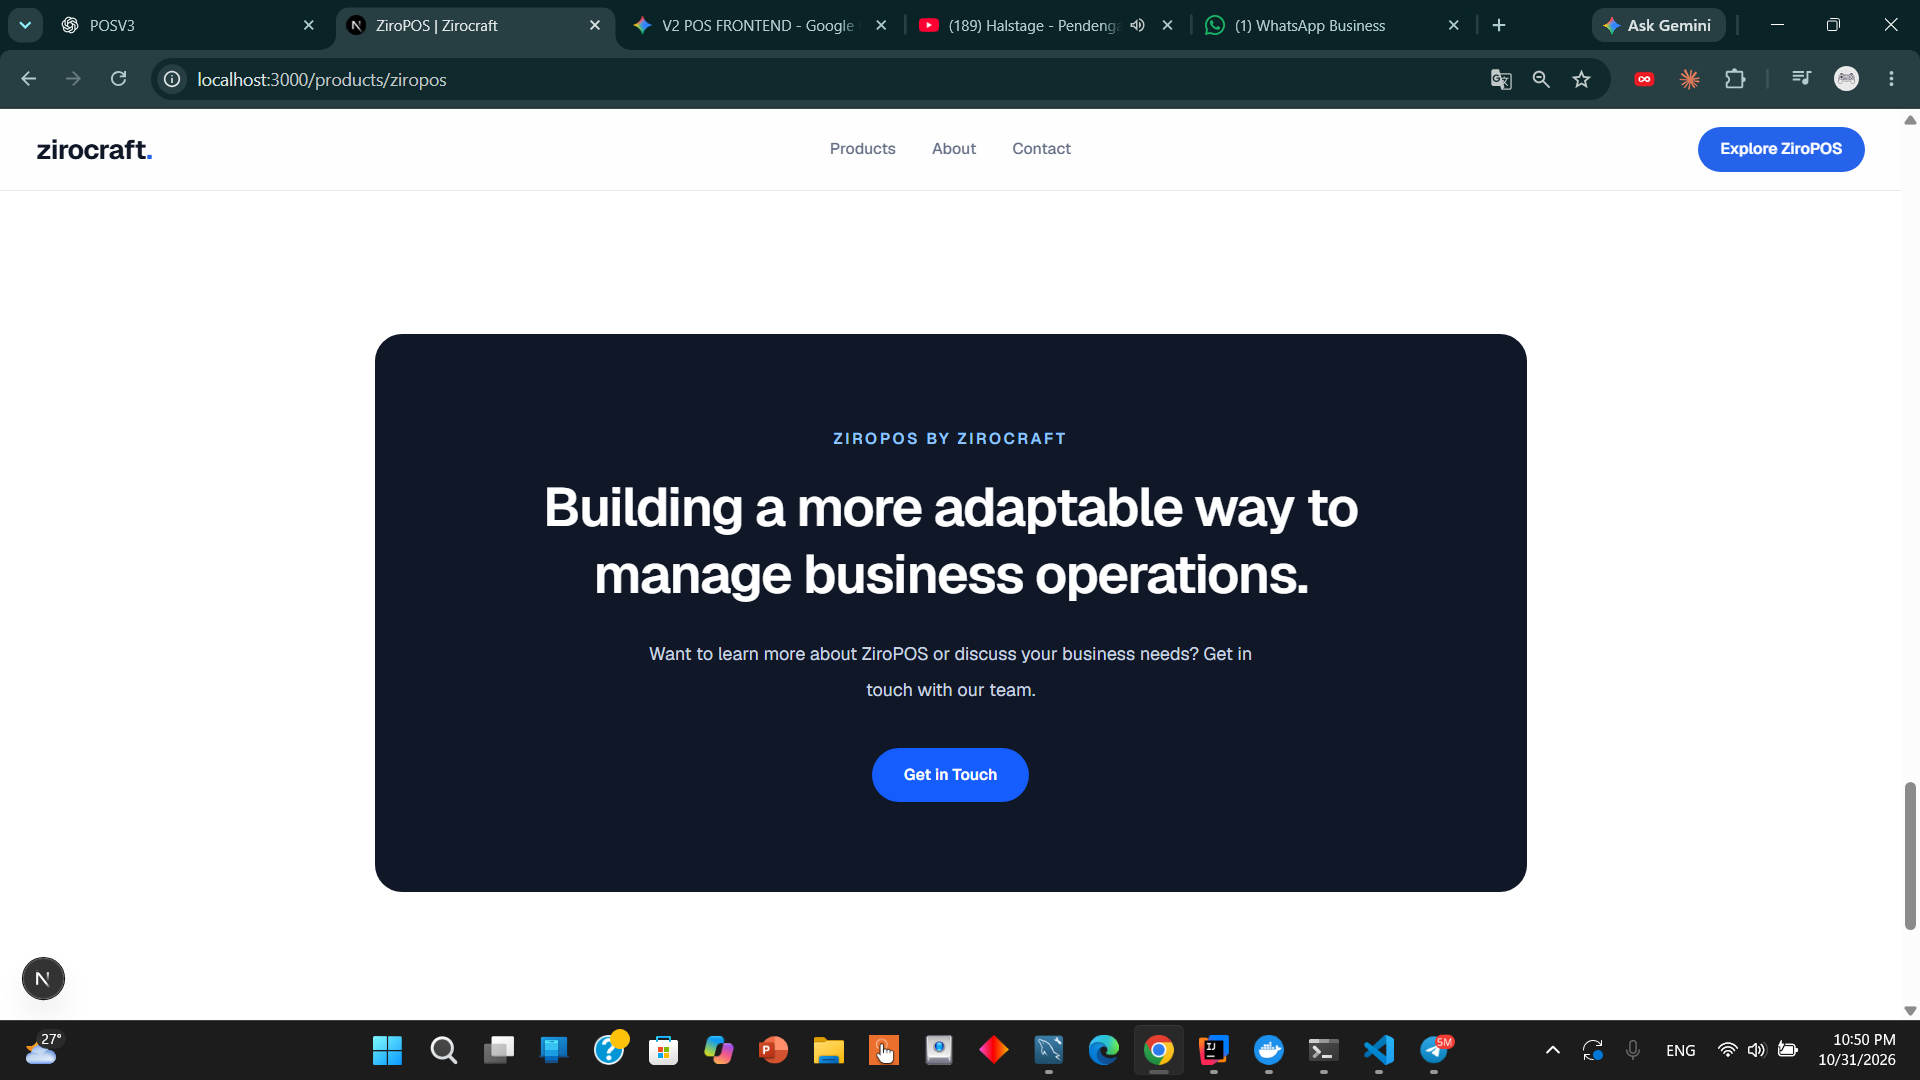 POSV3
ZiroPOS | Zirocraft
V2 POS FRONTEND - Google
(189) Halstage - Pendenga
(1) WhatsApp Business
Ask Gemini
localhost:3000/products/ziropos
zirocraft.
Products
About
Contact
Explore ZiroPOS
ZIROPOS BY ZIROCRAFT
Building a more adaptable way to
manage business operations.
Want to learn more about ZiroPOS or discuss your business needs? Get in
touch with our team.
Get in Touch
N
27°
5M
ENG
10:50 PM
10/31/2026